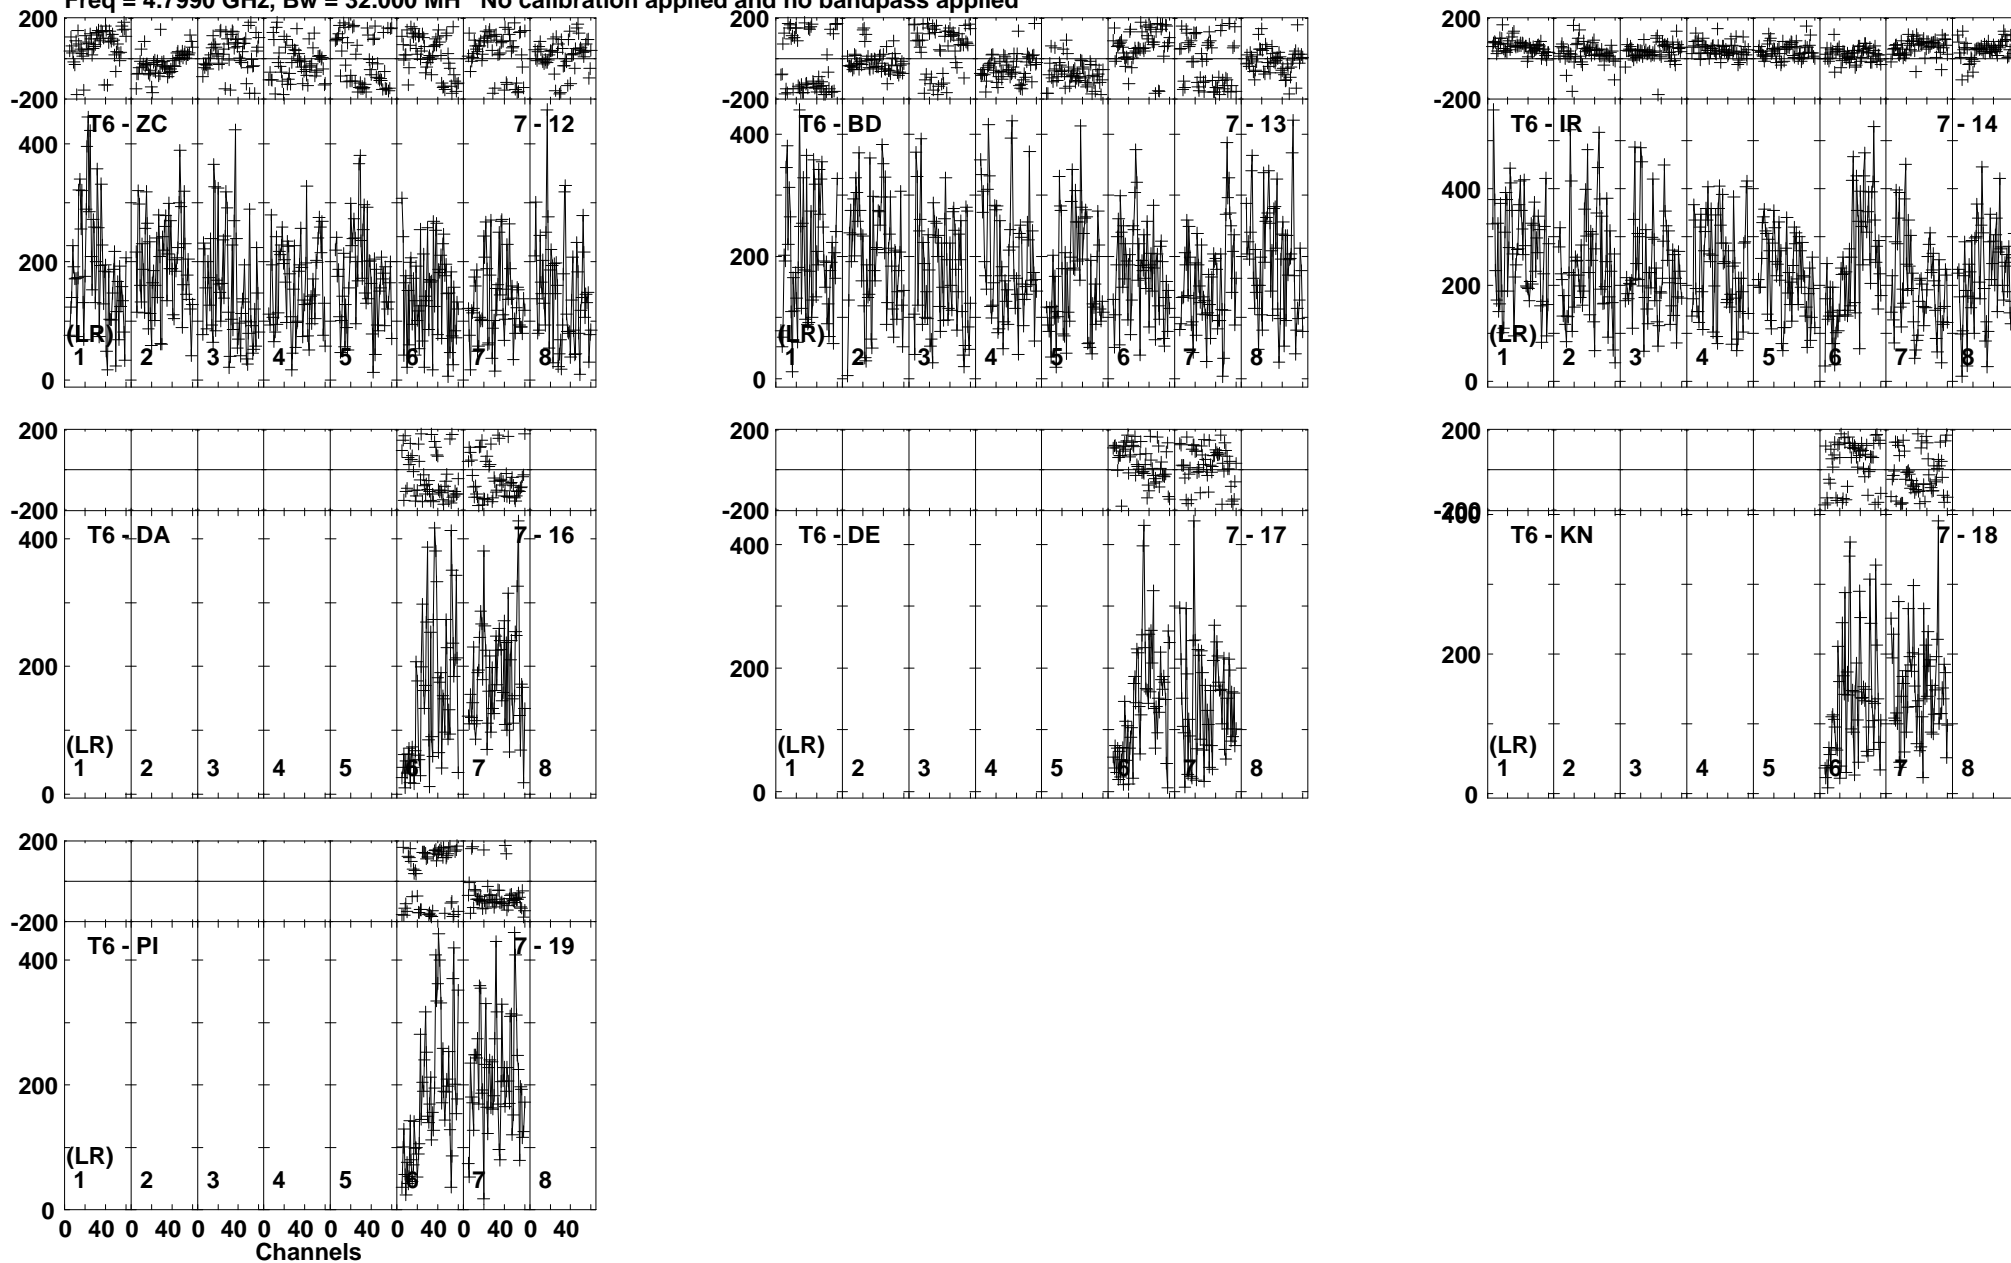 Freq = 4.7990 GHz, Bw = 32.000 MH No calibration applied and no bandpass applied
200
-200
T6 - ZC 7 - 12
400
200
0
(LR)
1 2 3 4 5 6 7 8
200
-200
T6 - BD 7 - 13
400
200
0
(LR)
1 2 3 4 5 6 7 8
200
-200
T6 - IR 7 - 14
400
200
0
(LR)
1 2 3 4 5 6 7 8
200
-200
T6 - DA 7 - 16
400
200
0
(LR)
1 2 3 4 5 6 7 8
200
-200
T6 - DE 7 - 17
400
200
0
(LR)
1 2 3 4 5 6 7 8
200
-200
400
T6 - KN 7 - 18
200
0
(LR)
1 2 3 4 5 6 7 8
200
-200
T6 - PI 7 - 19
400
200
0
(LR)
1 2 3 4 5 6 7 8
0 40 0 40 0 40 0 40 0 40 0 40 0 40 0 40
Channels